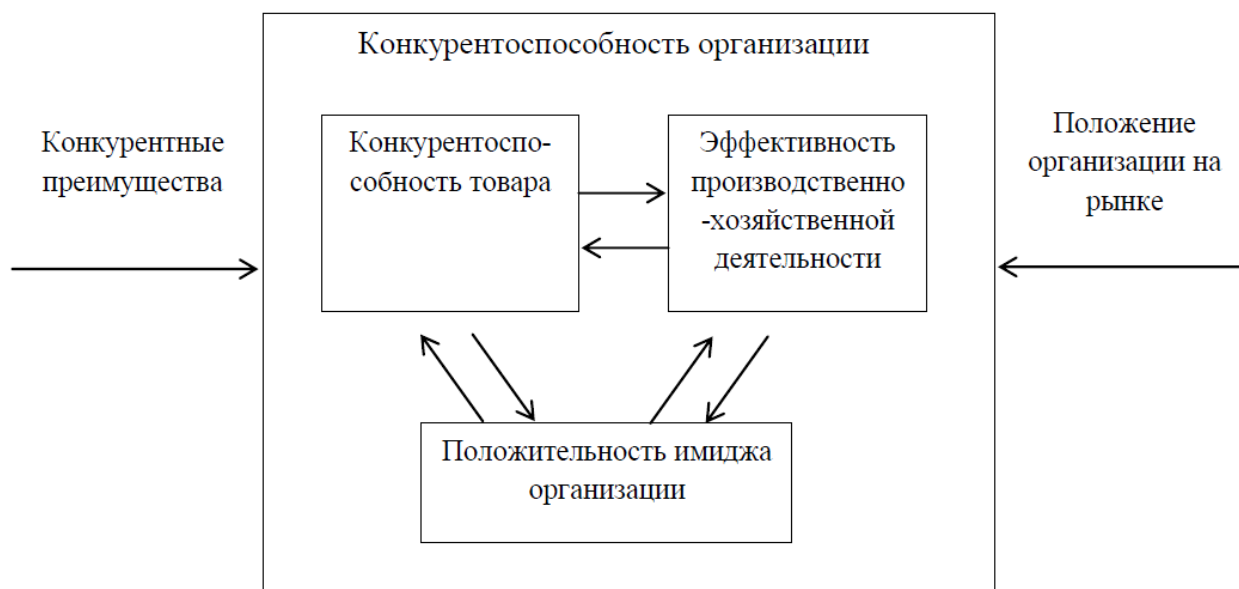 Конкурентоспособность организации
Конкурентные
преимущества
Конкурентоспо-
собность товара
Эффективность
производственно
-хозяйственной
деятельности
Положение
организации на
рынке
Положительность имиджа
организации